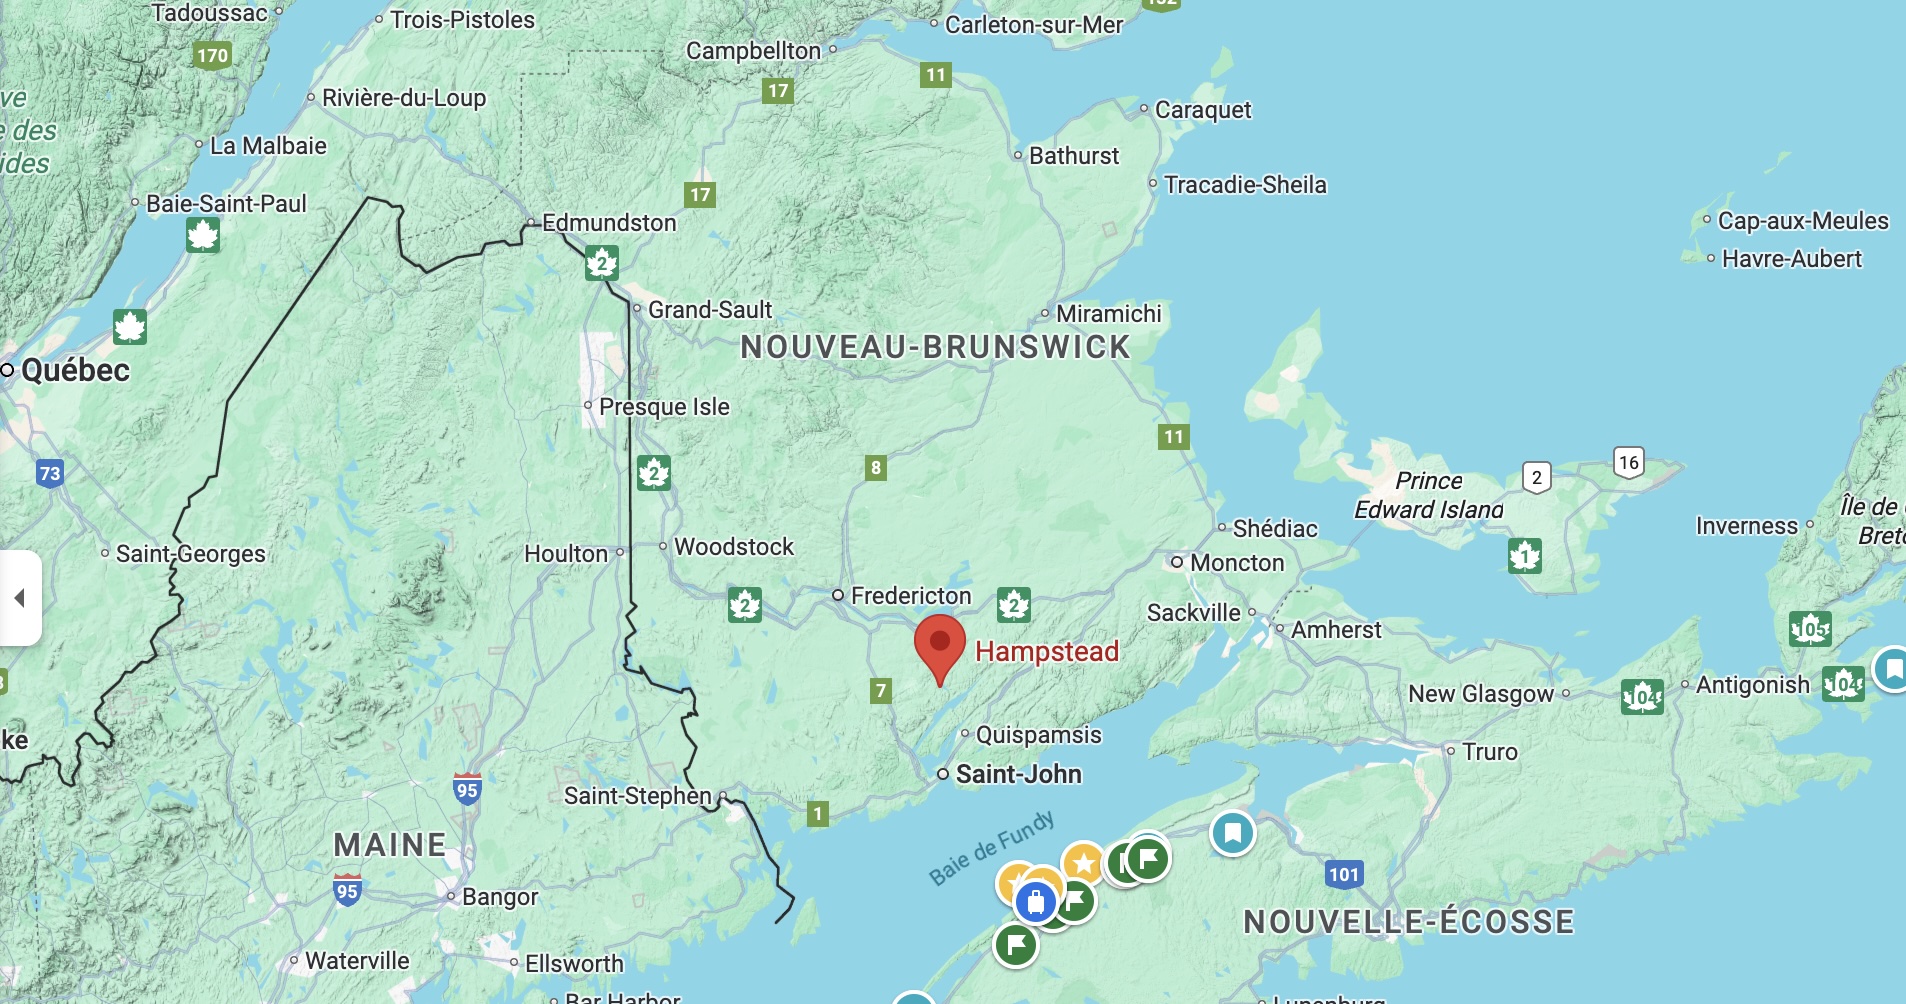 Tadoussac
Trois-Pistoles
Carleton-sur-Mer
132
170
Campbellton
11
17
Rivière-du-Loup
Caraquet
ve
e des
ides
La Malbaie
Bathurst
Tracadie-Sheila
17
Baie-Saint-Paul
Edmundston
Cap-aux-Meules
2
Havre-Aubert
Grand-Sault
Miramichi
NOUVEAU-BRUNSWICK
Québec
Presque Isle
11
73
2
8
Prince
Edward Island
2
16
Île de
Bret
Inverness
Shédiac
Saint-Georges
Houlton
Woodstock
Moncton
1
2
Fredericton
2
Sackville
Amherst
105
Hampstead
7
New Glasgow
104
Antigonish
104
ke
Quispamsis
Truro
Saint-John
95
Saint-Stephen
1
MAINE
Baie de Fundy
95
Bangor
101
NOUVELLE-ÉCOSSE
Waterville
Ellsworth
Bar Harbor
Lunenburg